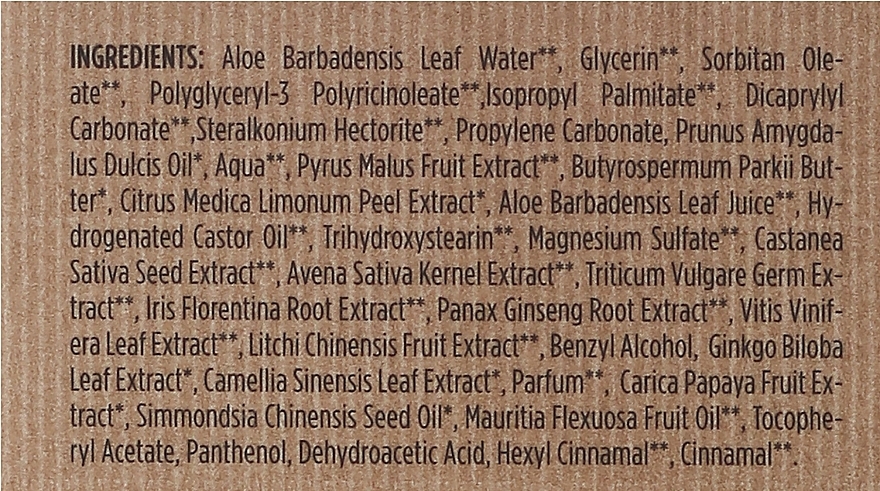 INGREDIENTS: Aloe Barbadensis Leaf Water**, Glycerin**, Sorbitan Ole-
ate**, Polyglyceryl-3 Polyricinoleate**,Isopropyl Palmitate**, Dicaprylyl
Carbonate**,Steralkonium Hectorite**, Propylene Carbonate, Prunus Amygda-
lus Dulcis Oil*, Aqua**, Pyrus Malus Fruit Extract**, Butyrospermum Parkii But-
ter*, Citrus Medica Limonum Peel Extract*, Aloe Barbadensis Leaf Juice**, Hy-
drogenated Castor Oil**, Trihydroxystearin**, Magnesium Sulfate**, Castanea
Sativa Seed Extract**, Avena Sativa Kernel Extract**, Triticum Vulgare Germ Ex-
tract**, Iris Florentina Root Extract**, Panax Ginseng Root Extract**, Vitis Vinif-
era Leaf Extract**, Litchi Chinensis Fruit Extract**, Benzyl Alcohol, Ginkgo Biloba
Leaf Extract*, Camellia Sinensis Leaf Extract*, Parfum**, Carica Papaya Fruit Ex-
tract*, Simmondsia Chinensis Seed Oil*, Mauritia Flexuosa Fruit Oil**, Tocophe-
ryl Acetate, Panthenol, Dehydroacetic Acid, Hexyl Cinnamal**, Cinnamal**.